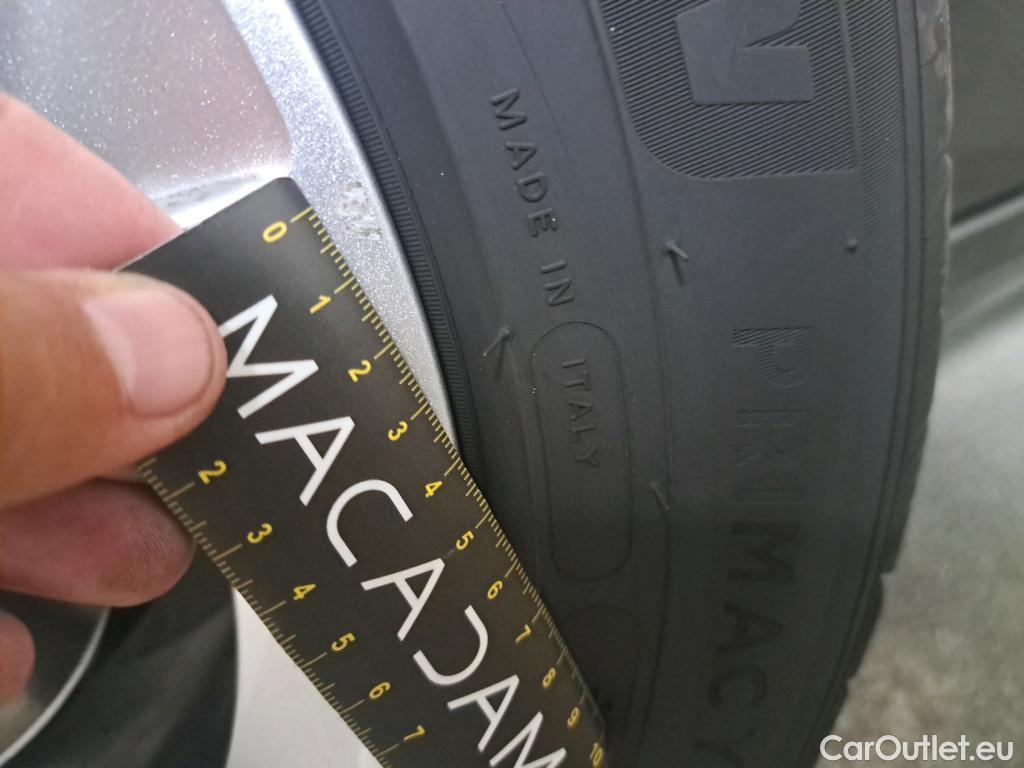 MADE IN
ITALY
PRIMACY
0 1 2 3 4 5 6 7 8 9 10
MACADAM
2 3 4 5 6 7
CarOutlet.eu